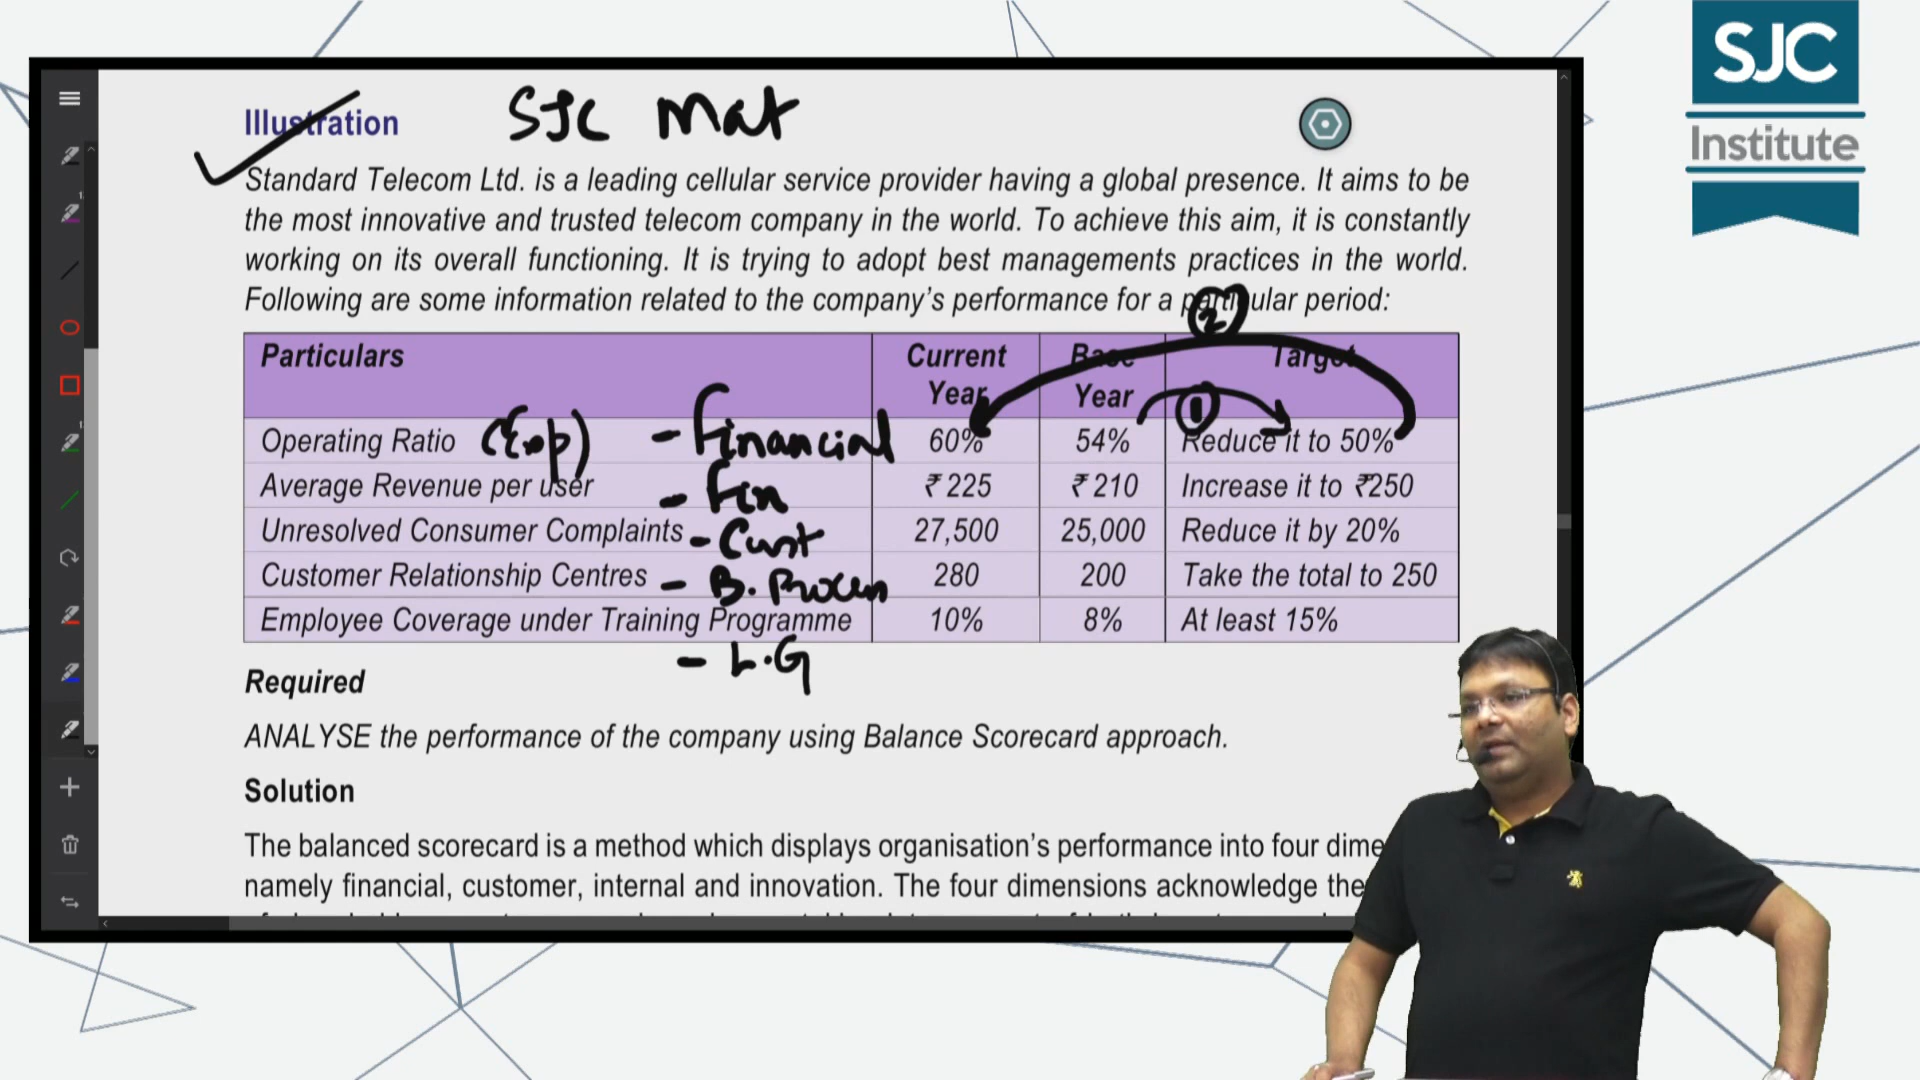 SJC
Institute
Illustration SJC Mat
Standard Telecom Ltd. is a leading cellular service provider having a global presence. It aims to be
the most innovative and trusted telecom company in the world. To achieve this aim, it is constantly
working on its overall functioning. It is trying to adopt best managements practices in the world.
Following are some information related to the company's performance for a particular period:
Particulars Current Year Base Year Target
2
1
Operating Ratio (Exp) - Financial 60% 54% Reduce it to 50%
Average Revenue per user - Fin ₹225 ₹210 Increase it to ₹250
Unresolved Consumer Complaints - Cust 27,500 25,000 Reduce it by 20%
Customer Relationship Centres - B. Process 280 200 Take the total to 250
Employee Coverage under Training Programme 10% 8% At least 15%
- L.G
Required
ANALYSE the performance of the company using Balance Scorecard approach.
Solution
The balanced scorecard is a method which displays organisation's performance into four dime
namely financial, customer, internal and innovation. The four dimensions acknowledge the